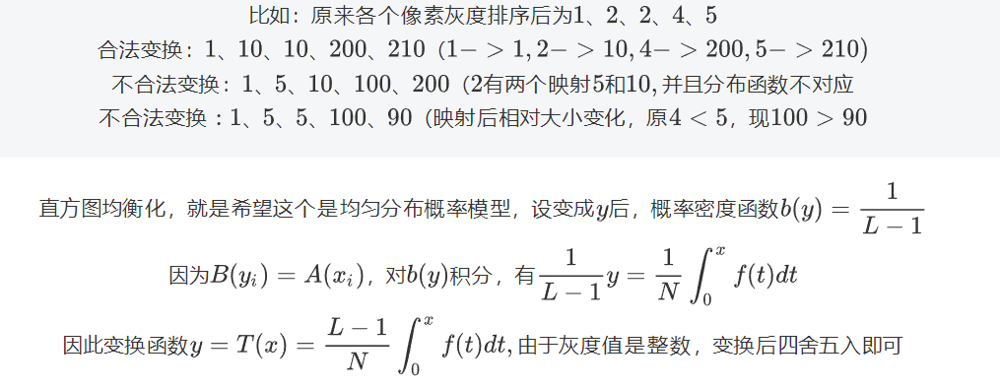 比如：原来各个像素灰度排序后为1、2、2、4、5
合法变换：1、10、10、200、210（1−>1,2−>10,4−>200,5−>210)
不合法变换：1、5、10、100、200（2有两个映射5和10,并且分布函数不对应
不合法变换：1、5、5、100、90（映射后相对大小变化，原4<5，现100>90
直方图均衡化，就是希望这个是均匀分布概率模型，设变成y后，概率密度函数b(y) = \frac{1}{L-1}
因为B(y_i) = A(x_i)，对b(y)积分，有\frac{1}{L-1}y = \frac{1}{N}\int_0^x f(t)dt
因此变换函数y = T(x) = \frac{L-1}{N}\int_0^x f(t)dt,由于灰度值是整数，变换后四舍五入即可